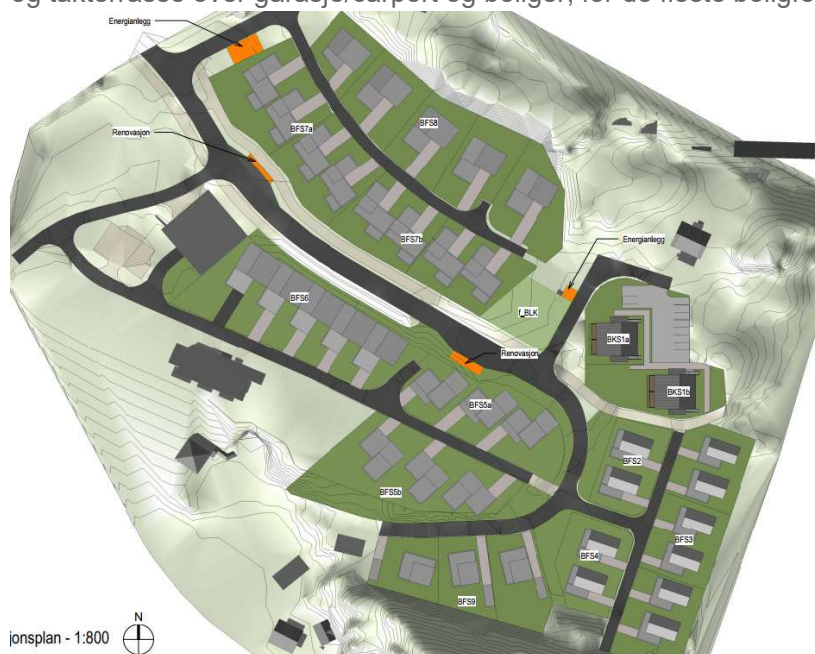 og takterrasse over garasje/carport og boliger, for de fleste
Energianlegg
Renovasjon
BFS7a
BFS8
BFS7b
Energianlegg
f_BLK
BFS6
BKS1a
Renovasjon
BKS1b
BFS5a
BFS2
BFS5b
BFS3
BFS4
BFS9
N
jonsplan - 1:800